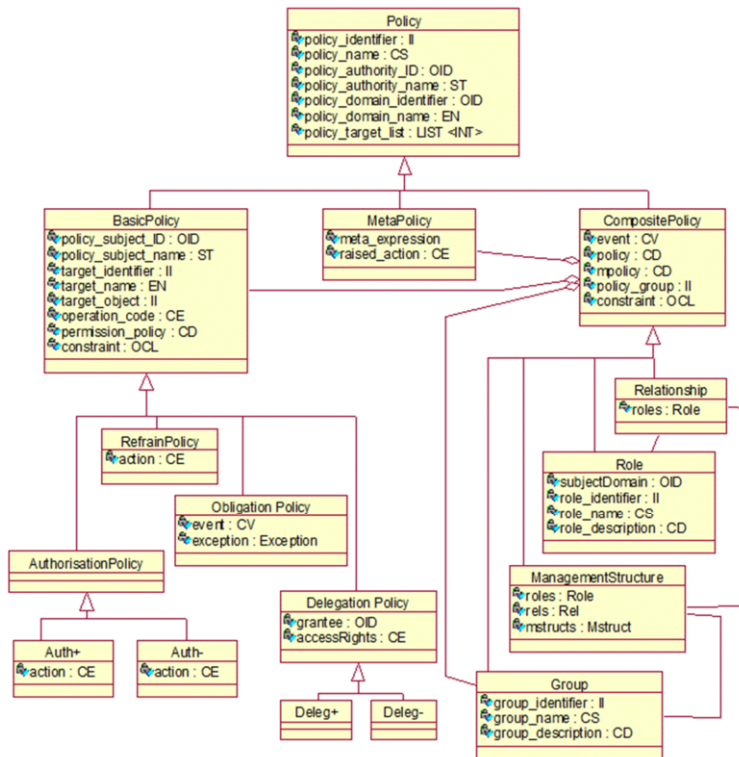 Policy
policy_identifier : II
policy_name : CS
policy_authority_ID : OID
policy_authority_name : ST
policy_domain_identifier : OID
policy_domain_name : EN
policy_target_list : LIST <INT>
BasicPolicy
policy_subject_ID : OID
policy_subject_name : ST
target_identifier : II
target_name : EN
target_object : II
operation_code : CE
permission_policy : CD
constraint : OCL
MetaPolicy
meta_expression
raised_action : CE
CompositePolicy
event : CV
policy : CD
mpolicy : CD
policy_group : II
constraint : OCL
Relationship
roles : Role
RefrainPolicy
action : CE
Role
subjectDomain : OID
role_identifier : II
role_name : CS
role_description : CD
Obligation Policy
event : CV
exception : Exception
AuthorisationPolicy
ManagementStructure
roles : Role
rels : Rel
mstructs : Mstruct
Delegation Policy
grantee : OID
accessRights : CE
Auth+
action : CE
Auth-
action : CE
Group
group_identifier : II
group_name : CS
group_description : CD
Deleg+
Deleg-